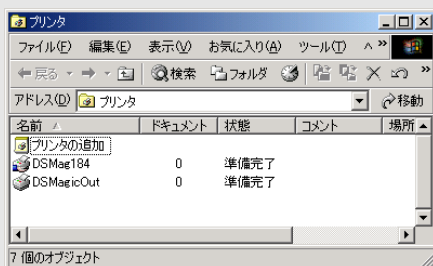 プリンタ
ファイル(F) 編集(E) 表示(V) お気に入り(A) ツール(T) ^ »
戻る 検索 フォルダ »
アドレス(D) プリンタ 移動
名前 ドキュメント 状態 コメント 場所
プリンタの追加
DSMag184 0 準備完了
DSMagicOut 0 準備完了
7 個のオブジェクト